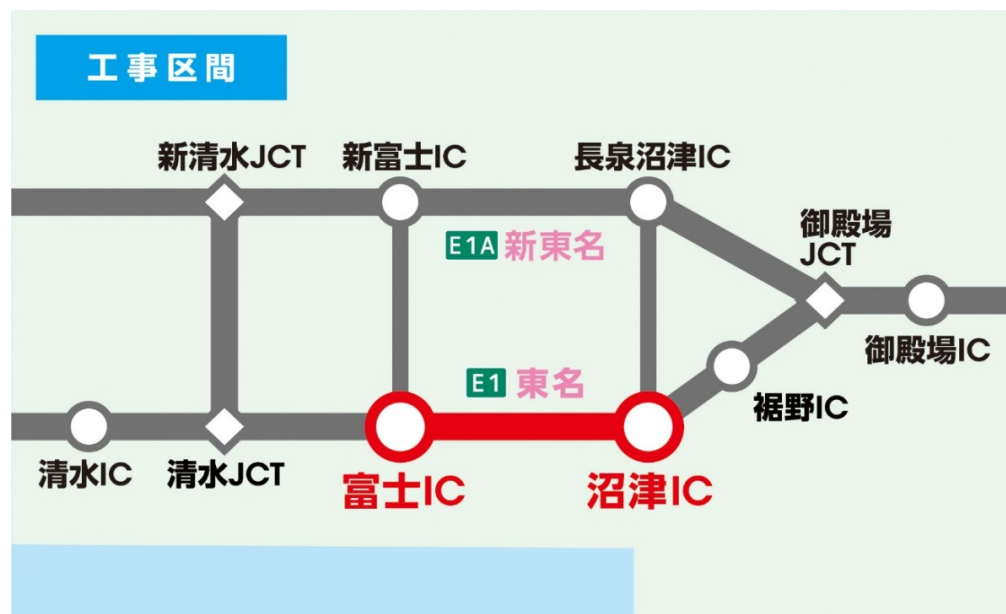 工事区間
新清水JCT
新富士IC
長泉沼津IC
御殿場
JCT
E1A 新東名
御殿場IC
E1 東名
裾野IC
清水IC
清水JCT
富士IC
沼津IC